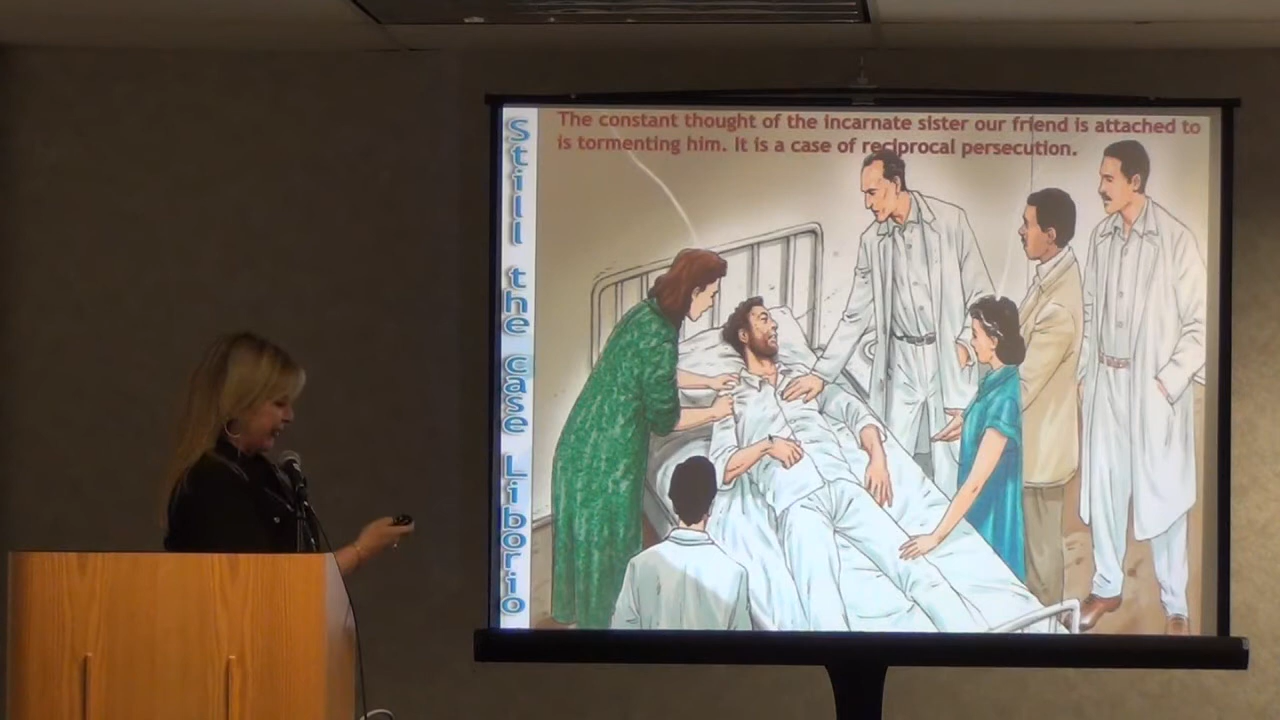 The constant thought of the incarnate sister our friend is attached to
is tormenting him. It is a case of reciprocal persecution.
Still the case Liborio